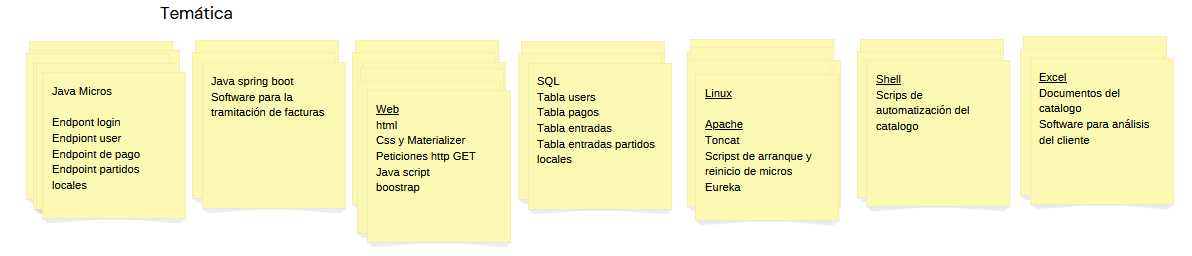 Temática
Java Micros
Endpont login
Endpiont user
Endpoint de pago
Endpoint partidos
locales
Java spring boot
Software para la
tramitación de facturas
Web
html
Css y Materializer
Peticiones http GET
Java script
boostrap
SQL
Tabla users
Tabla pagos
Tabla entradas
Tabla entradas partidos
locales
Linux
Apache
Toncat
Scripst de arranque y
reinicio de micros
Eureka
Shell
Scrips de
automatización del
catalogo
Excel
Documentos del
catalogo
Software para análisis
del cliente